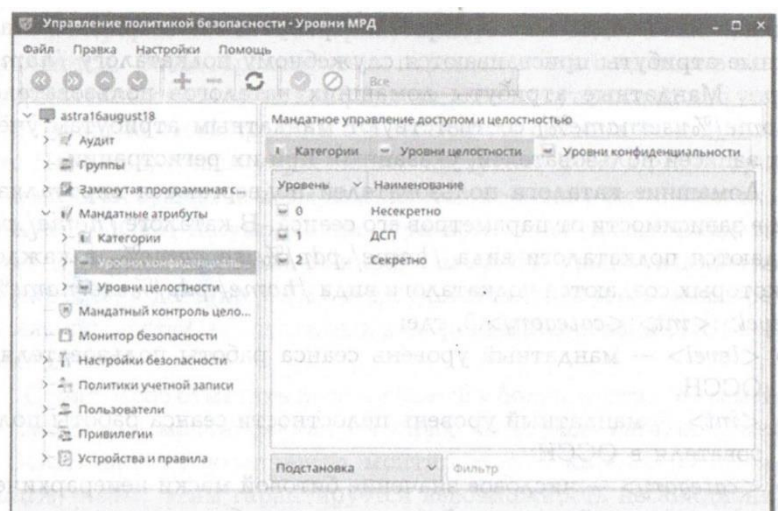 Управление политикой безопасности - Уровни МРД
Файл Правка Настройки Помощь
Все
astra16august18
Аудит
Группы
Замкнутая программная с...
Мандатные атрибуты
Категории
Уровни целостности
Мандатный контроль цело...
Монитор безопасности
Настройки безопасности
Политики учетной записи
Пользователи
Привилегии
Устройства и правила
Мандатное управление доступом и целостностью
Категории Уровни целостности Уровни конфиденциальности
Уровень Наименование
0 Несекретно
1 ДСП
2 Секретно
Подстановка Фильтр